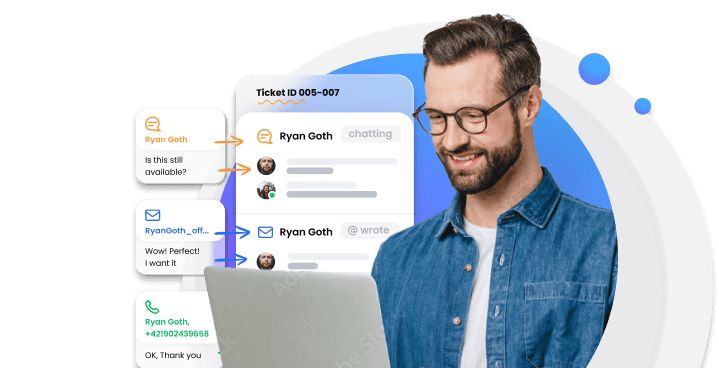 Ticket ID 005-007
Ryan Goth
Is this still
available?
Ryan Goth
chatting
RyanGoth_off...
Wow! Perfect!
I want it
Ryan Goth
@ wrote
Ryan Goth,
+421902439658
OK, Thank you